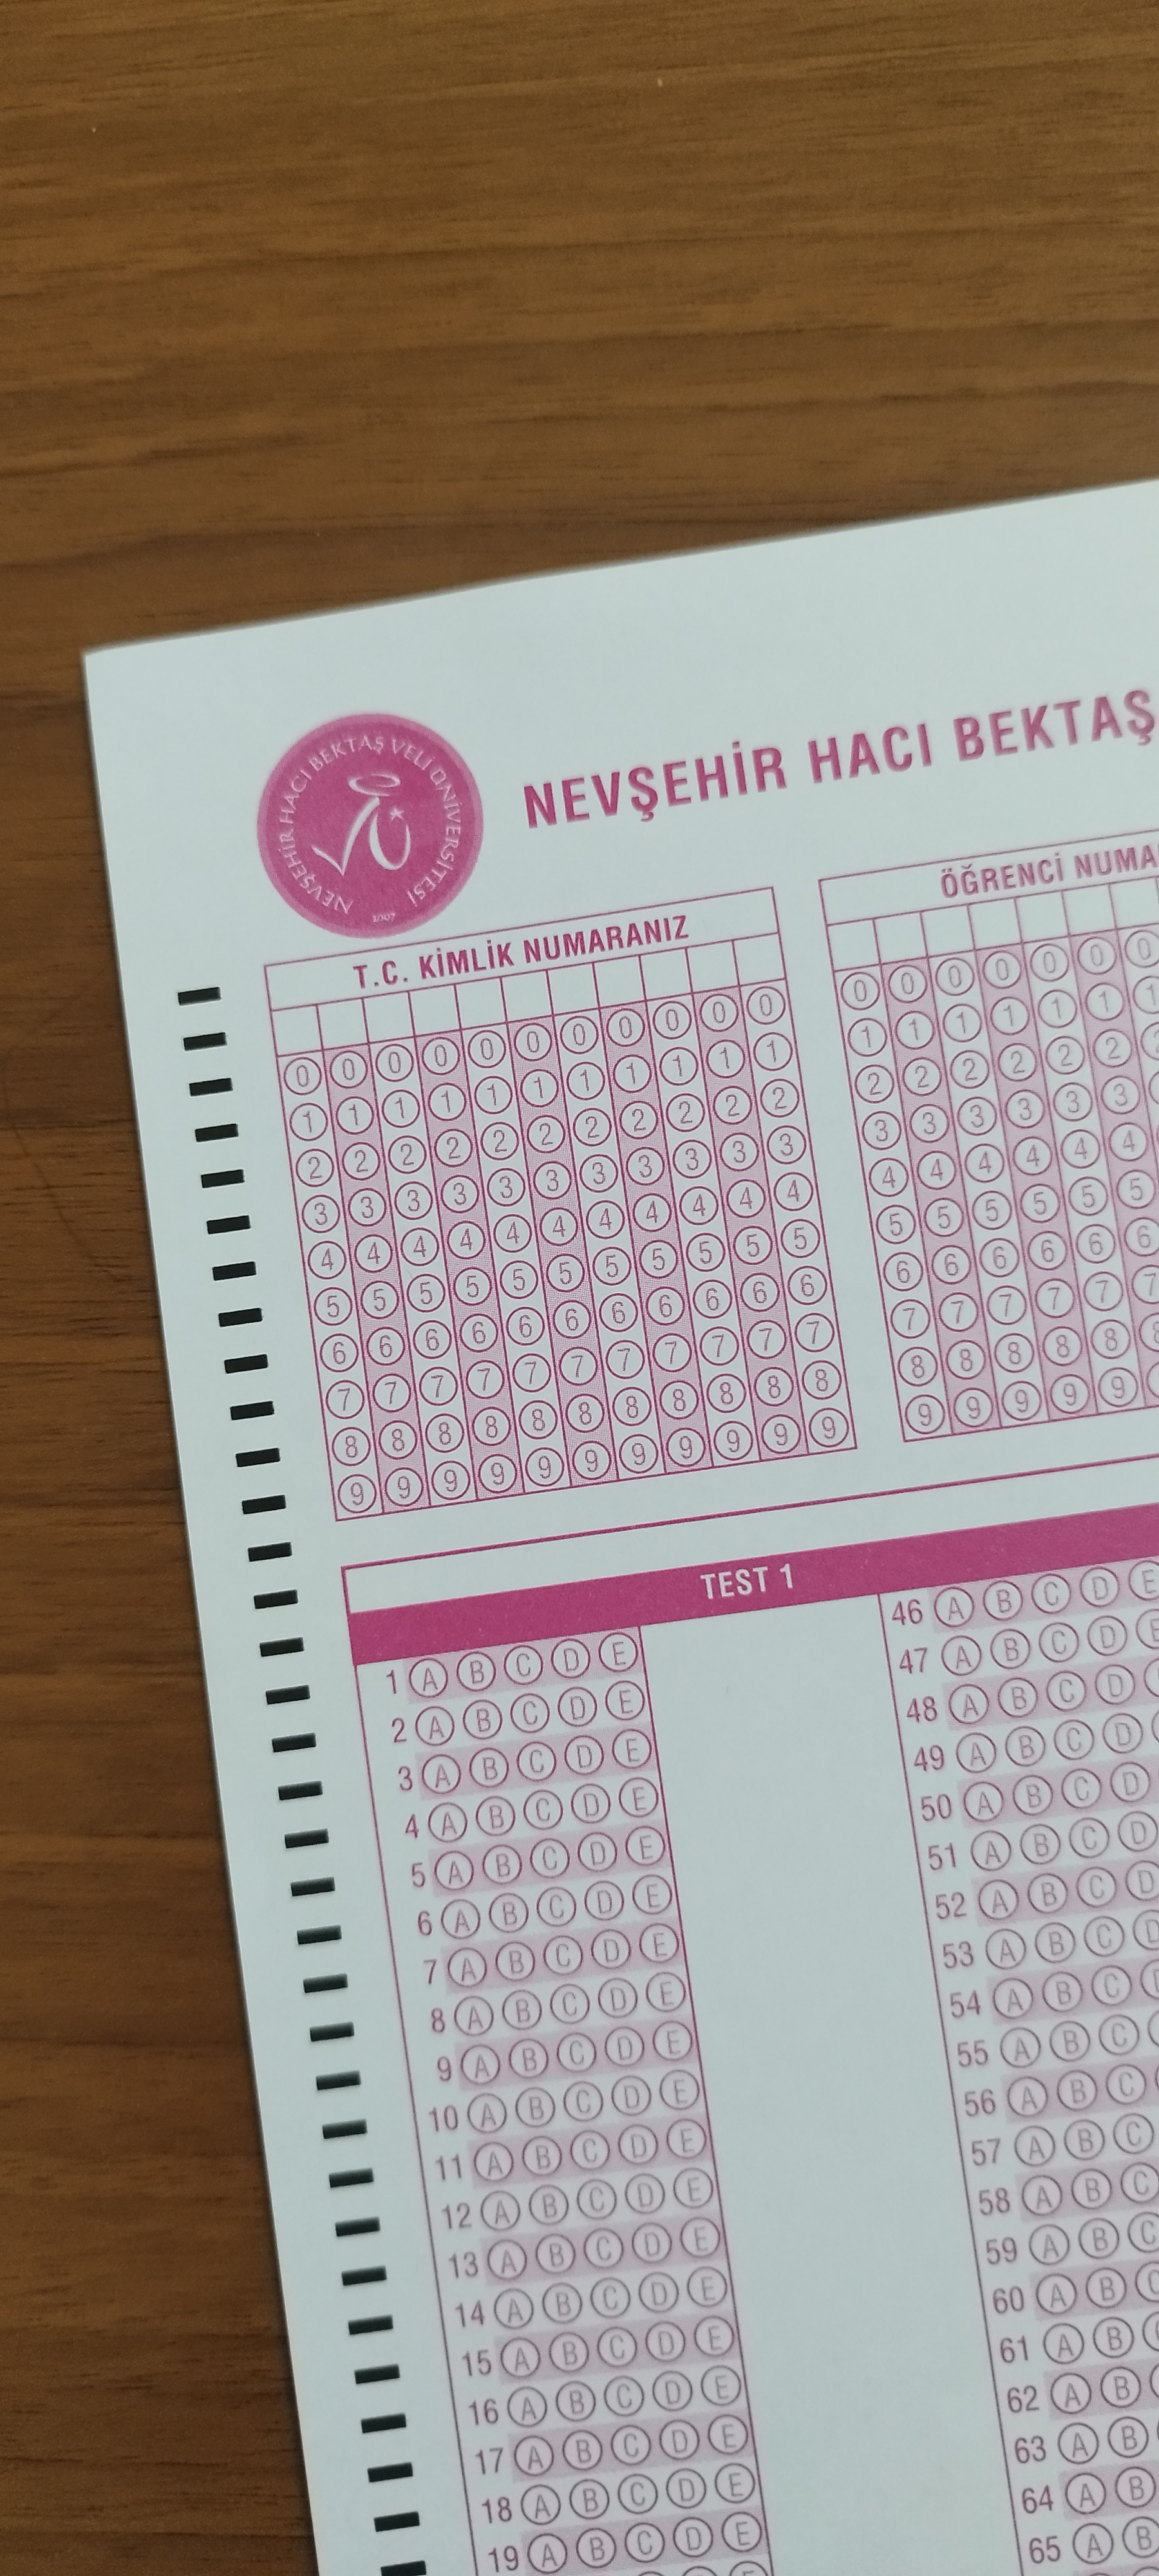 NEVŞEHİR HACI BEKTAŞ VELİ ÜNİVERSİTESİ
2007
NEVŞEHİR HACI BEKTAŞ
T.C. KİMLİK NUMARANIZ
0 0 0 0 0 0 0 0 0 0 0
1 1 1 1 1 1 1 1 1 1 1
2 2 2 2 2 2 2 2 2 2 2
3 3 3 3 3 3 3 3 3 3 3
4 4 4 4 4 4 4 4 4 4 4
5 5 5 5 5 5 5 5 5 5 5
6 6 6 6 6 6 6 6 6 6 6
7 7 7 7 7 7 7 7 7 7 7
8 8 8 8 8 8 8 8 8 8 8
9 9 9 9 9 9 9 9 9 9 9
ÖĞRENCİ NUMA
0 0 0 0 0 0 0
1 1 1 1 1 1 1
2 2 2 2 2 2 2
3 3 3 3 3 3
4 4 4 4 4 4
5 5 5 5 5 5
6 6 6 6 6 6
7 7 7 7 7 7
8 8 8 8 8 8
9 9 9 9 9
TEST 1
1 A B C D E
2 A B C D E
3 A B C D E
4 A B C D E
5 A B C D E
6 A B C D E
7 A B C D E
8 A B C D E
9 A B C D E
10 A B C D E
11 A B C D E
12 A B C D E
13 A B C D E
14 A B C D E
15 A B C D E
16 A B C D E
17 A B C D E
18 A B C D E
19 A B C D E
46 A B C D E
47 A B C D E
48 A B C D
49 A B C D
50 A B C D
51 A B C D
52 A B C D
53 A B C D
54 A B C
55 A B C
56 A B C
57 A B C
58 A B C
59 A B C
60 A B C
61 A B
62 A B
63 A B
64 A B
65 A B